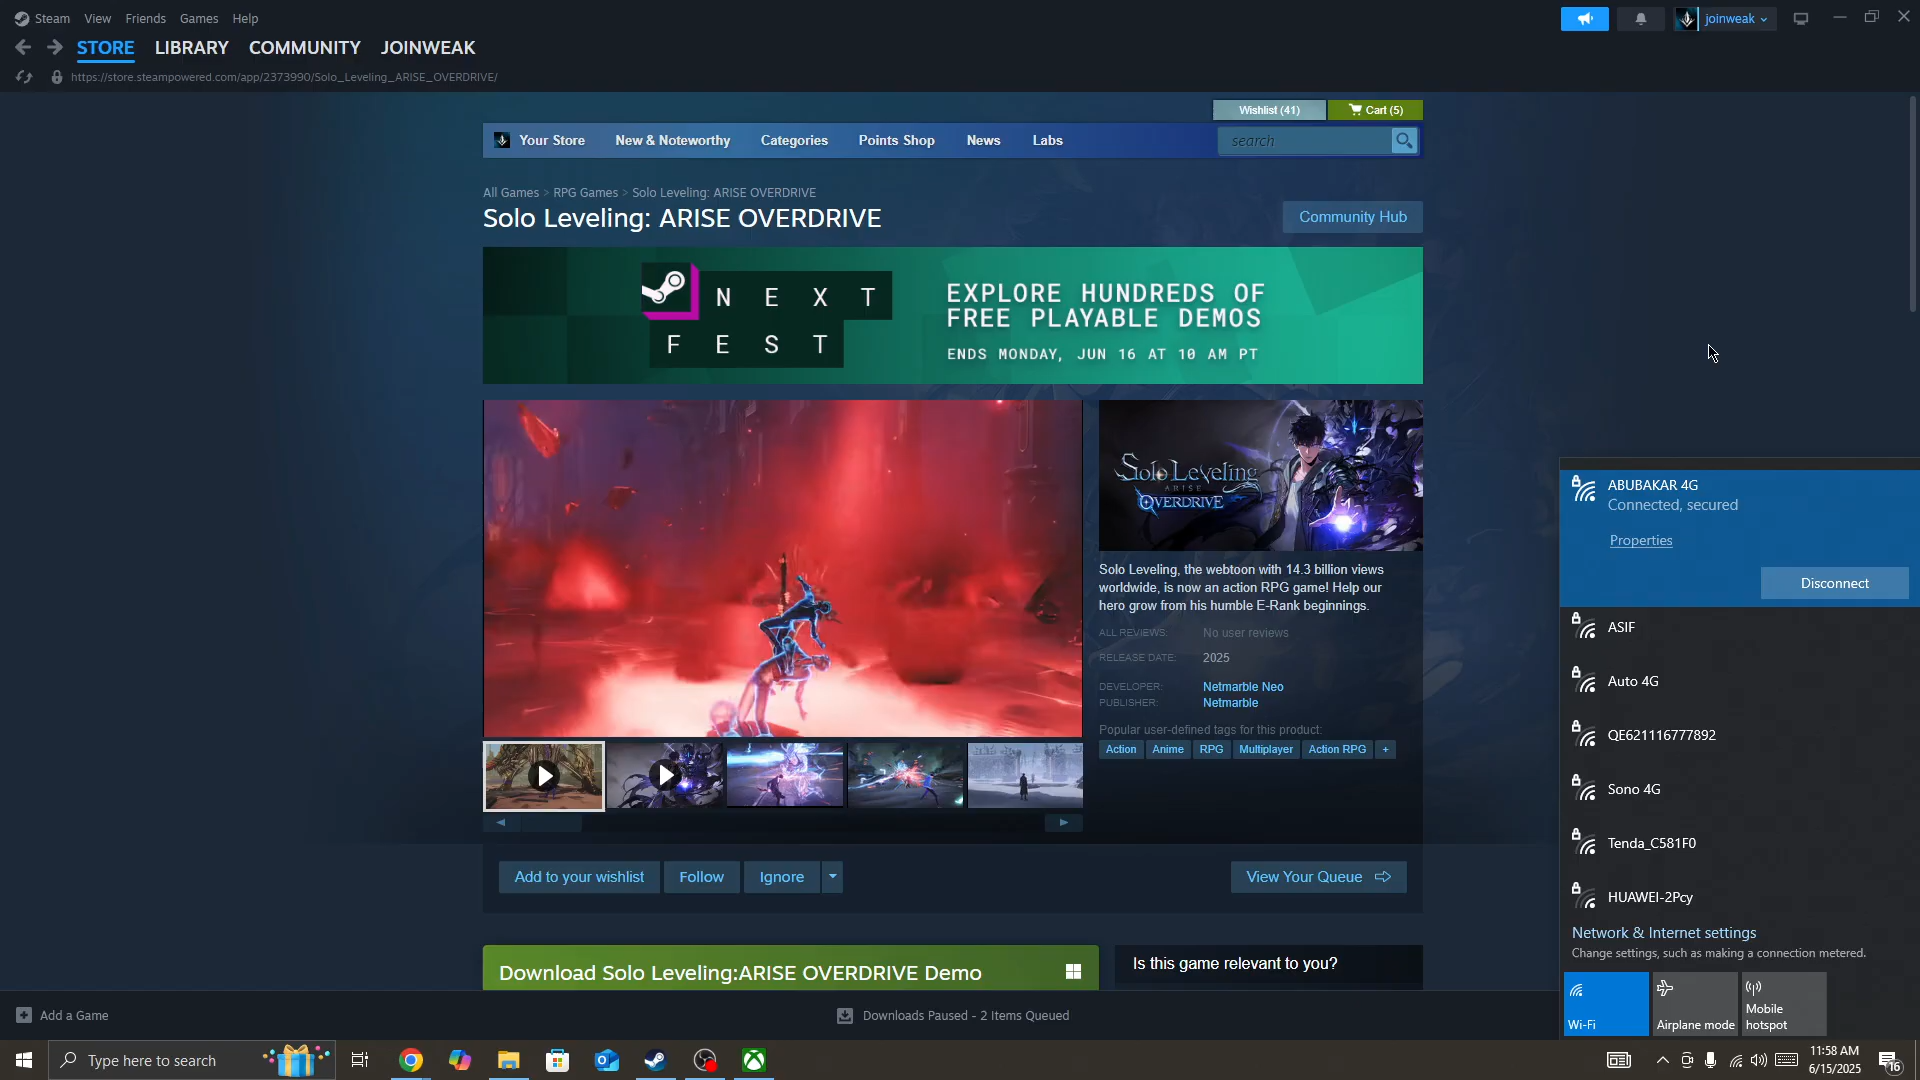 Steam View Friends Games Help
joinweak
STORE LIBRARY COMMUNITY JOINWEAK
https://store.steampowered.com/app/2373990/Solo_Leveling_ARISE_OVERDRIVE/
Wishlist (41) Cart (5)
Your Store New & Noteworthy Categories Points Shop News Labs search
All Games > RPG Games > Solo Leveling: ARISE OVERDRIVE
Solo Leveling: ARISE OVERDRIVE
Community Hub
NEXT
FEST
EXPLORE HUNDREDS OF
FREE PLAYABLE DEMOS
ENDS MONDAY, JUN 16 AT 10 AM PT
Solo Leveling
ARISE
OVERDRIVE
Solo Leveling, the webtoon with 14.3 billion views
worldwide, is now an action RPG game! Help our
hero grow from his humble E-Rank beginnings.
ALL REVIEWS: No user reviews
RELEASE DATE: 2025
DEVELOPER: Netmarble Neo
PUBLISHER: Netmarble
Popular user-defined tags for this product:
Action Anime RPG Multiplayer Action RPG +
Add to your wishlist Follow Ignore View Your Queue
Download Solo Leveling:ARISE OVERDRIVE Demo
Is this game relevant to you?
Add a Game
Downloads Paused - 2 Items Queued
ABUBAKAR 4G
Connected, secured
Properties
Disconnect
ASIF
Auto 4G
QE621116777892
Sono 4G
Tenda_C581F0
HUAWEI-2Pcy
Network & Internet settings
Change settings, such as making a connection metered.
Wi-Fi
Airplane mode
Mobile
hotspot
Type here to search
11:58 AM
6/15/2025
16